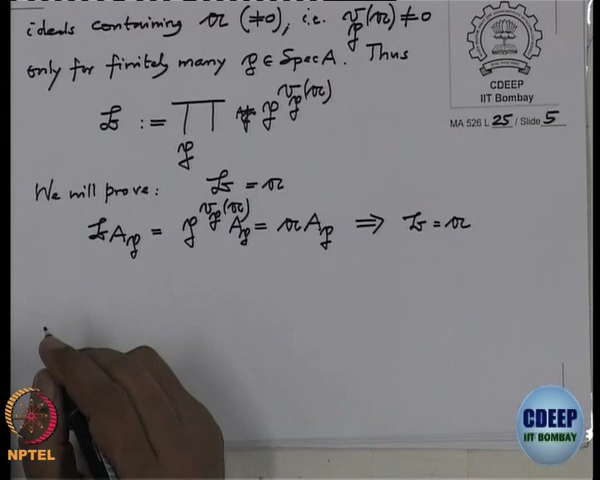 ideals containing 𝔞 (≠0), i.e. v_𝔭(𝔞) ≠ 0
only for finitely many 𝔭 ∈ Spec A. Thus
𝔟 := ∏_𝔭 𝔭^{v_𝔭(𝔞)}
We will prove: 𝔟 = 𝔞
𝔟A_𝔭 = 𝔭^{v_𝔭(𝔞)} A_𝔭 = 𝔞A_𝔭 ⟹ 𝔟 = 𝔞
CDEEP
IIT Bombay
MA 526 L 25 / Slide 5
NPTEL
CDEEP
IIT BOMBAY